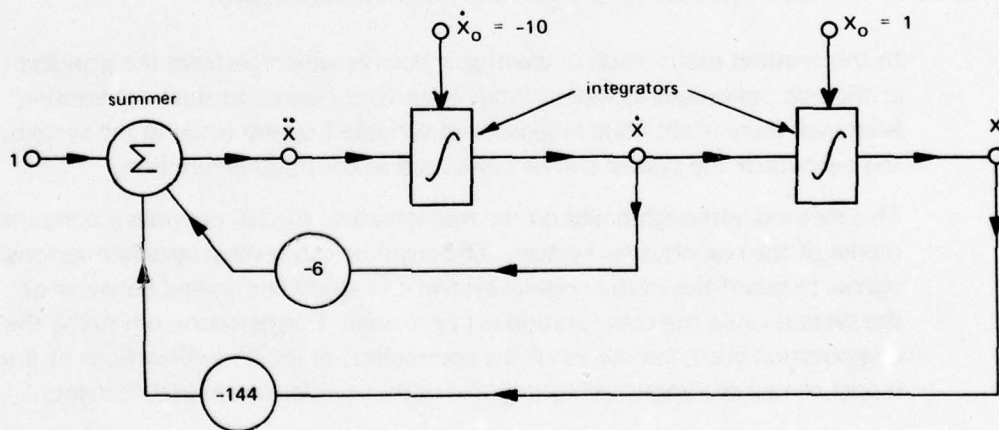 ẋ₀ = -10
x₀ = 1
summer
integrators
1
Σ
ẍ
∫
ẋ
∫
x
-6
-144